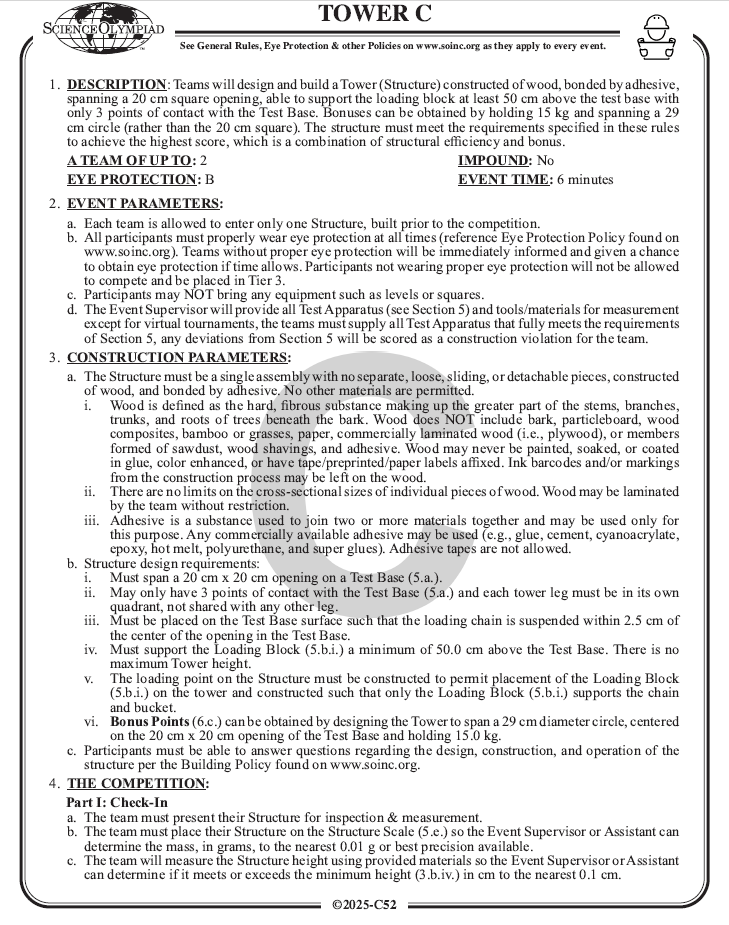 SCIENCE OLYMPIAD
TOWER C
See General Rules, Eye Protection & other Policies on www.soinc.org as they apply to every event.
1. DESCRIPTION: Teams will design and build a Tower (Structure) constructed of wood, bonded by adhesive,
spanning a 20 cm square opening, able to support the loading block at least 50 cm above the test base with
only 3 points of contact with the Test Base. Bonuses can be obtained by holding 15 kg and spanning a 29
cm circle (rather than the 20 cm square). The structure must meet the requirements specified in these rules
to achieve the highest score, which is a combination of structural efficiency and bonus.
A TEAM OF UP TO: 2 IMPOUND: No
EYE PROTECTION: B EVENT TIME: 6 minutes
2. EVENT PARAMETERS:
a. Each team is allowed to enter only one Structure, built prior to the competition.
b. All participants must properly wear eye protection at all times (reference Eye Protection Policy found on
www.soinc.org). Teams without proper eye protection will be immediately informed and given a chance
to obtain eye protection if time allows. Participants not wearing proper eye protection will not be allowed
to compete and be placed in Tier 3.
c. Participants may NOT bring any equipment such as levels or squares.
d. The Event Supervisor will provide all Test Apparatus (see Section 5) and tools/materials for measurement
except for virtual tournaments, the teams must supply all Test Apparatus that fully meets the requirements
of Section 5, any deviations from Section 5 will be scored as a construction violation for the team.
3. CONSTRUCTION PARAMETERS:
a. The Structure must be a single assembly with no separate, loose, sliding, or detachable pieces, constructed
of wood, and bonded by adhesive. No other materials are permitted.
i. Wood is defined as the hard, fibrous substance making up the greater part of the stems, branches,
trunks, and roots of trees beneath the bark. Wood does NOT include bark, particleboard, wood
composites, bamboo or grasses, paper, commercially laminated wood (i.e., plywood), or members
formed of sawdust, wood shavings, and adhesive. Wood may never be painted, soaked, or coated
in glue, color enhanced, or have tape/preprinted/paper labels affixed. Ink barcodes and/or markings
from the construction process may be left on the wood.
ii. There are no limits on the cross-sectional sizes of individual pieces of wood. Wood may be laminated
by the team without restriction.
iii. Adhesive is a substance used to join two or more materials together and may be used only for
this purpose. Any commercially available adhesive may be used (e.g., glue, cement, cyanoacrylate,
epoxy, hot melt, polyurethane, and super glues). Adhesive tapes are not allowed.
b. Structure design requirements:
i. Must span a 20 cm x 20 cm opening on a Test Base (5.a.).
ii. May only have 3 points of contact with the Test Base (5.a.) and each tower leg must be in its own
quadrant, not shared with any other leg.
iii. Must be placed on the Test Base surface such that the loading chain is suspended within 2.5 cm of
the center of the opening in the Test Base.
iv. Must support the Loading Block (5.b.i.) a minimum of 50.0 cm above the Test Base. There is no
maximum Tower height.
v. The loading point on the Structure must be constructed to permit placement of the Loading Block
(5.b.i.) on the tower and constructed such that only the Loading Block (5.b.i.) supports the chain
and bucket.
vi. Bonus Points (6.c.) can be obtained by designing the Tower to span a 29 cm diameter circle, centered
on the 20 cm x 20 cm opening of the Test Base and holding 15.0 kg.
c. Participants must be able to answer questions regarding the design, construction, and operation of the
structure per the Building Policy found on www.soinc.org.
4. THE COMPETITION:
Part I: Check-In
a. The team must present their Structure for inspection & measurement.
b. The team must place their Structure on the Structure Scale (5.e.) so the Event Supervisor or Assistant can
determine the mass, in grams, to the nearest 0.01 g or best precision available.
c. The team will measure the Structure height using provided materials so the Event Supervisor or Assistant
can determine if it meets or exceeds the minimum height (3.b.iv.) in cm to the nearest 0.1 cm.
C
©2025-C52